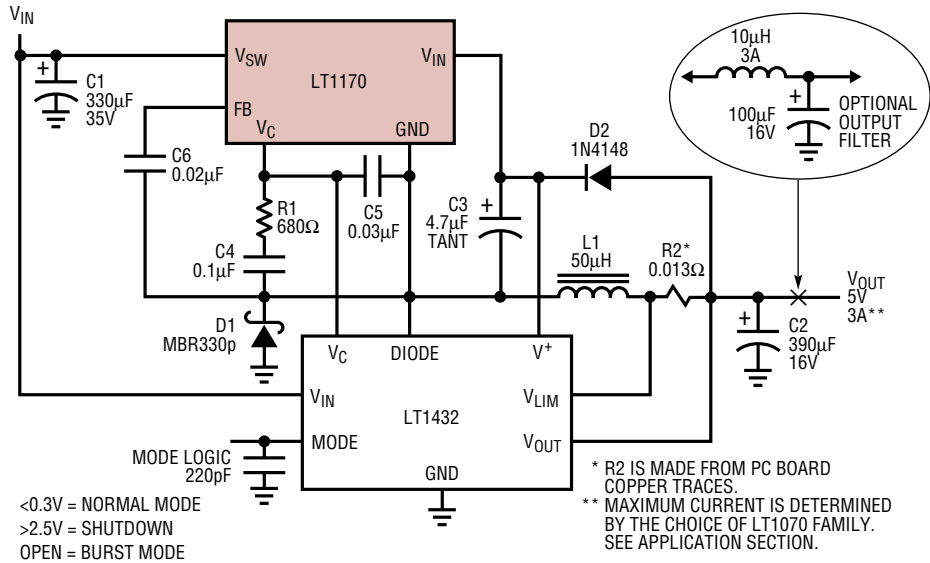 VIN
C1
330µF
35V
VSW
VIN
LT1170
FB
VC
GND
C6
0.02µF
R1
680Ω
C5
0.03µF
C4
0.1µF
C3
4.7µF
TANT
D2
1N4148
10µH
3A
100µF
16V
OPTIONAL
OUTPUT
FILTER
L1
50µH
R2*
0.013Ω
VOUT
5V
3A**
C2
390µF
16V
D1
MBR330p
VC
DIODE
V+
VIN
VLIM
LT1432
MODE
VOUT
GND
MODE LOGIC
220pF
<0.3V = NORMAL MODE
>2.5V = SHUTDOWN
OPEN = BURST MODE
* R2 IS MADE FROM PC BOARD
COPPER TRACES.
** MAXIMUM CURRENT IS DETERMINED
BY THE CHOICE OF LT1070 FAMILY.
SEE APPLICATION SECTION.